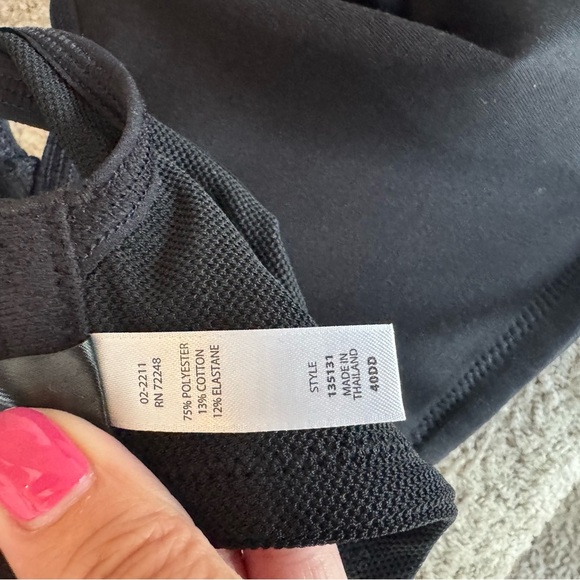 02-2211
RN 72248
75% POLYESTER
13% COTTON
12% ELASTANE
STYLE
135131
MADE IN
THAILAND
40DD